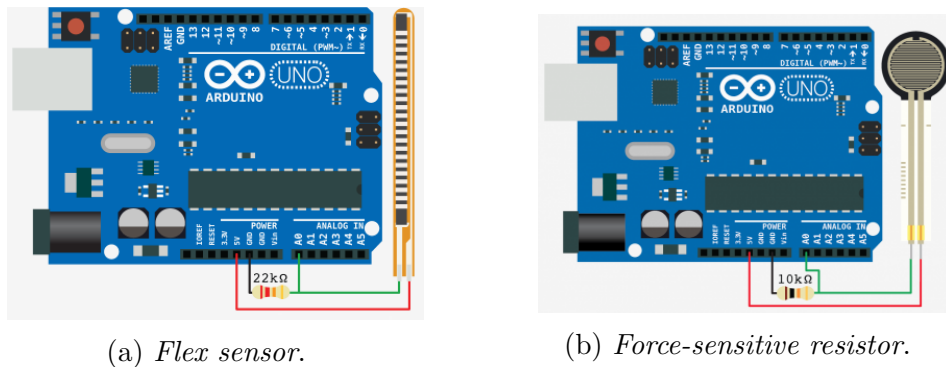 AREF
GND
13
12
~11
~10
~9
8
7
~6
~5
4
~3
2
TX→1
RX←0
DIGITAL (PWM~)
UNO
ARDUINO
POWER
ANALOG IN
IOREF
RESET
3.3V
5V
GND
GND
Vin
A0
A1
A2
A3
A4
A5
22kΩ
(a) Flex sensor.
AREF
GND
13
12
~11
~10
~9
8
7
~6
~5
4
~3
2
TX→1
RX←0
DIGITAL (PWM~)
UNO
ARDUINO
POWER
ANALOG IN
IOREF
RESET
3.3V
5V
GND
GND
Vin
A0
A1
A2
A3
A4
A5
10kΩ
(b) Force-sensitive resistor.